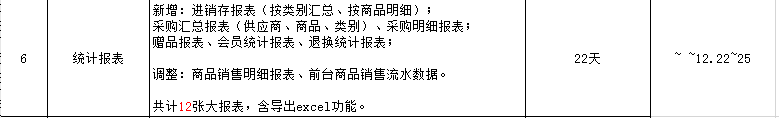 新增：进销存报表（按类别汇总、按商品明细）；
采购汇总报表（供应商、商品、类别）、采购明细报表；
赠品报表、会员统计报表、退换统计报表；
6 统计报表 22天 ~ ~12.22~25
调整：商品销售明细报表、前台商品销售流水数据。
共计12张大报表，含导出excel功能。